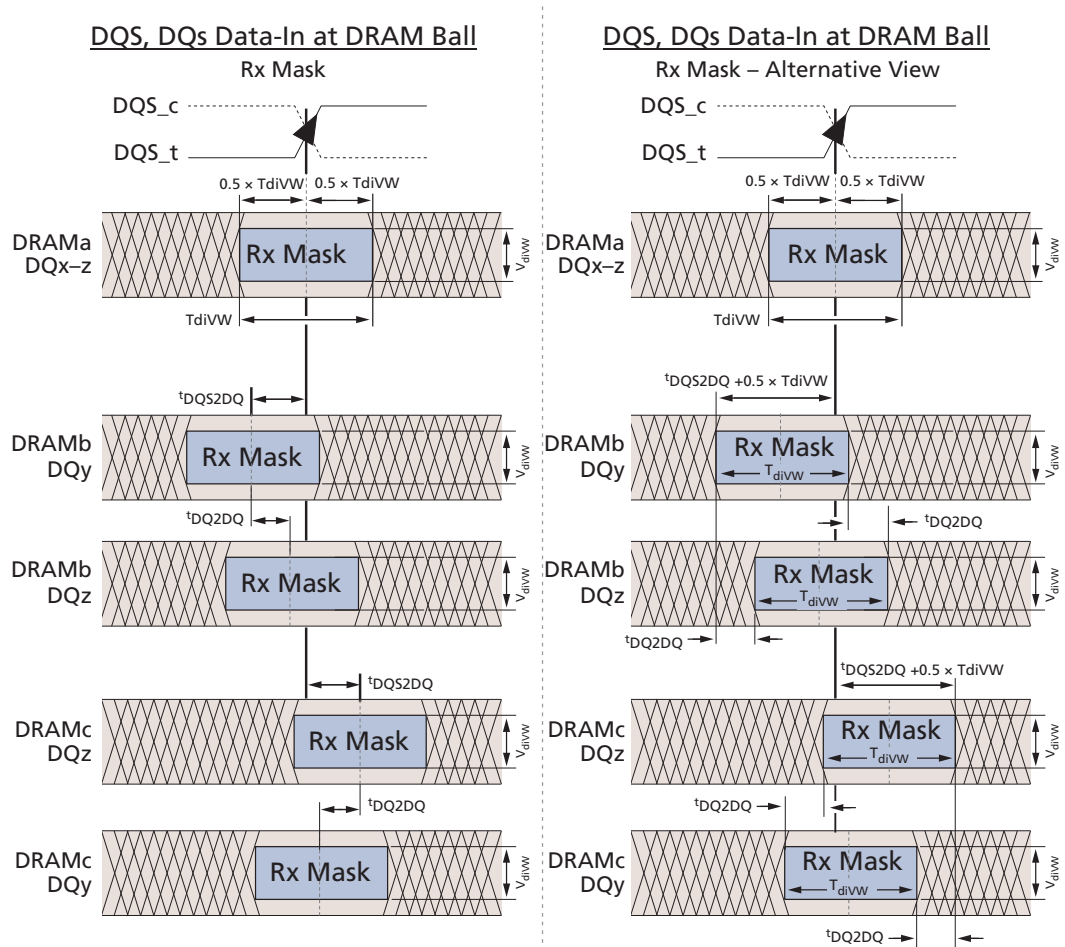 DQS, DQs Data-In at DRAM Ball
Rx Mask
DQS_c
DQS_t
0.5 × TdiVW 0.5 × TdiVW
DRAMa
DQx–z
Rx Mask
VdiVW
TdiVW
tDQS2DQ
DRAMb
DQy
Rx Mask
VdiVW
tDQ2DQ
DRAMb
DQz
Rx Mask
VdiVW
tDQS2DQ
DRAMc
DQz
Rx Mask
VdiVW
tDQ2DQ
DRAMc
DQy
Rx Mask
VdiVW
DQS, DQs Data-In at DRAM Ball
Rx Mask – Alternative View
DQS_c
DQS_t
0.5 × TdiVW 0.5 × TdiVW
DRAMa
DQx–z
Rx Mask
VdiVW
TdiVW
tDQS2DQ +0.5 × TdiVW
DRAMb
DQy
Rx Mask
TdiVW
VdiVW
tDQ2DQ
DRAMb
DQz
Rx Mask
TdiVW
VdiVW
tDQ2DQ
tDQS2DQ +0.5 × TdiVW
DRAMc
DQz
Rx Mask
TdiVW
VdiVW
tDQ2DQ
DRAMc
DQy
Rx Mask
TdiVW
VdiVW
tDQ2DQ